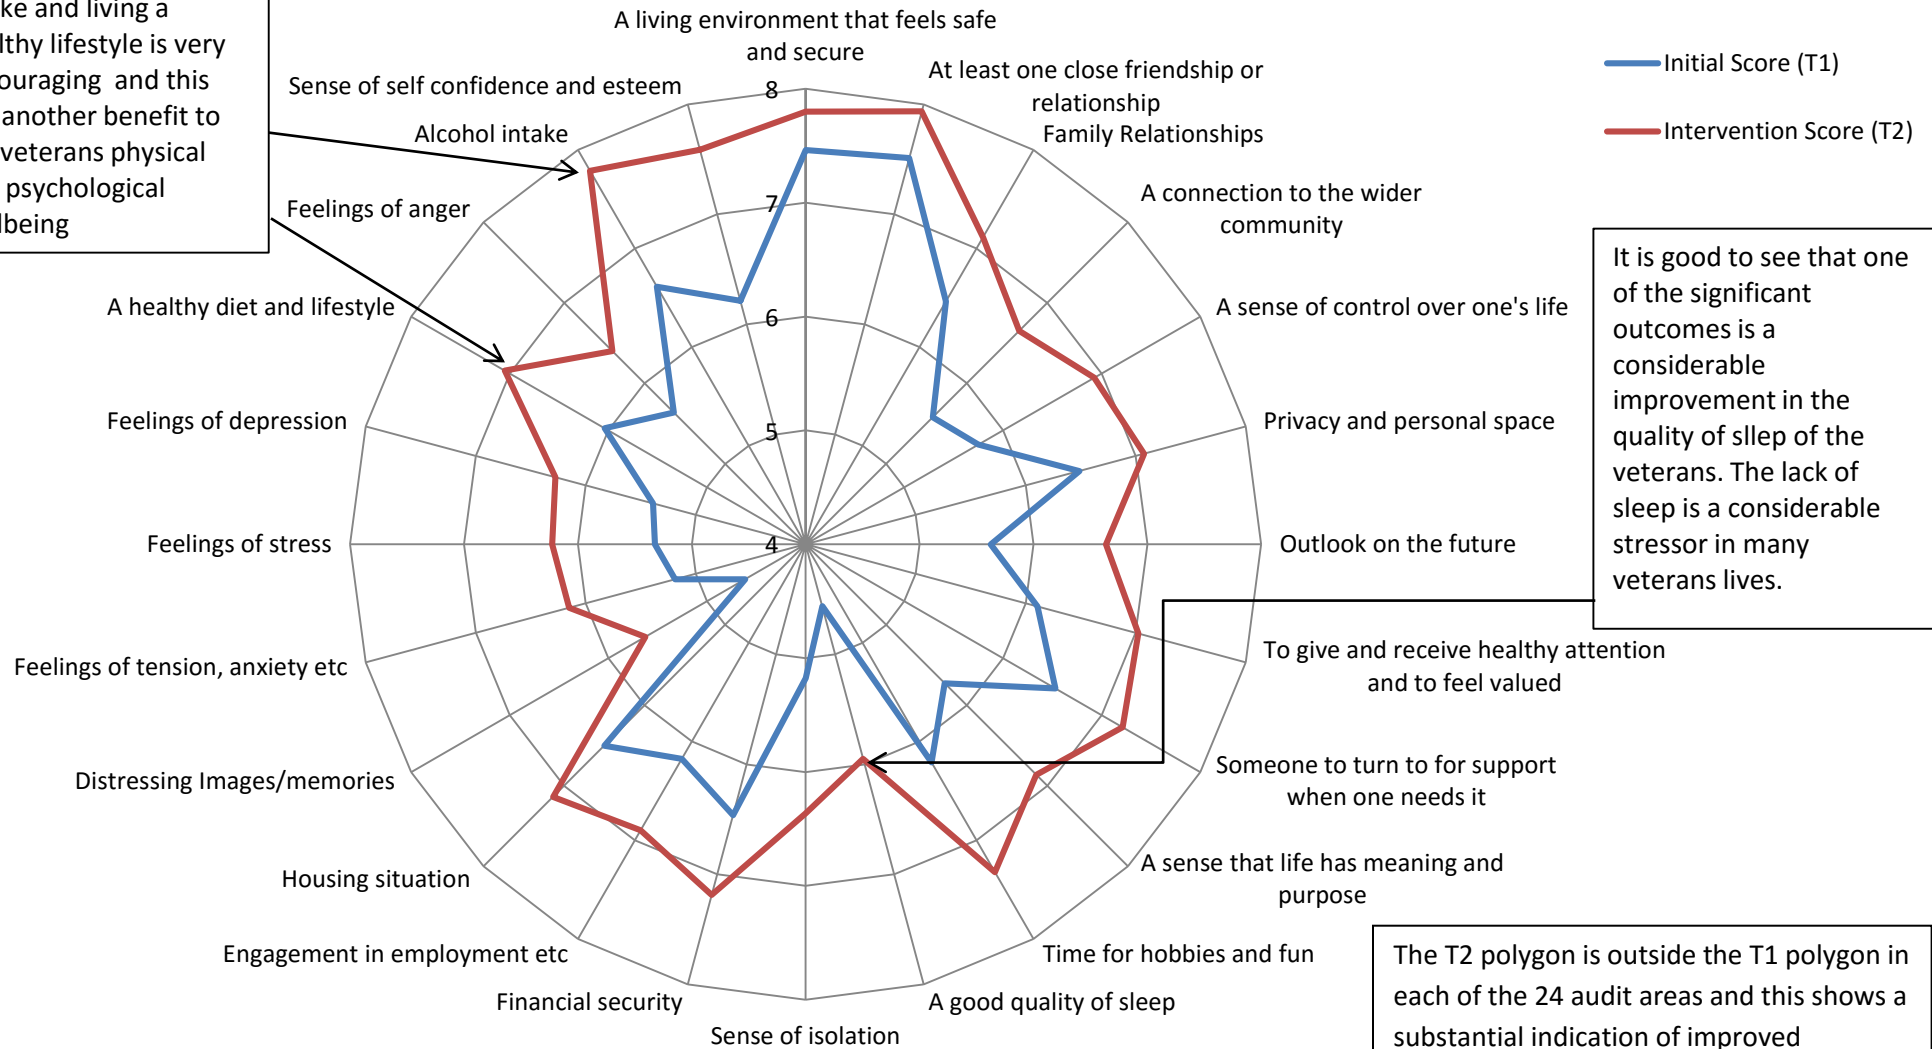 lthy lifestyle is very
and this
another benefit to
veterans physical
psychological
A living environment that feels safe
and secure
At least one close friendship or
relationship
Family Relationships
A connection to the wider
community
A sense of control over one's life
Privacy and personal space
Outlook on the future
To give and receive healthy attention
and to feel valued
Someone to turn to for support
when one needs it
A sense that life has meaning and
purpose
Time for hobbies and fun
A good quality of sleep
Sense of isolation
Financial security
Engagement in employment etc
Housing situation
Distressing Images/memories
Feelings of tension, anxiety etc
Feelings of stress
Feelings of depression
A healthy diet and lifestyle
Feelings of anger
Alcohol intake
Sense of self confidence and esteem
8
7
6
5
4
Initial Score (T1)
Intervention Score (T2)
It is good to see that one
of the significant
outcomes is a
considerable
improvement in the
quality of sllep of the
veterans. The lack of
sleep is a considerable
stressor in many
veterans lives.
The T2 polygon is outside the T1 polygon in
each of the 24 audit areas and this shows a
substantial indication of improved